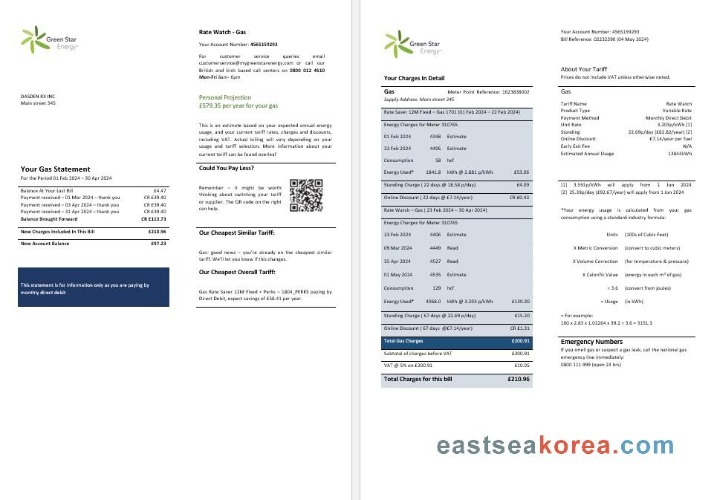 Green Star
Energy
DASDEN RX INC
Main street 345
Your Gas Statement
For the Period 01 Feb 2024 – 30 Apr 2024
Balance At Your Last Bill £4.47
Payment received – 01 Mar 2024 – thank you CR £39.40
Payment received – 03 Apr 2024 – thank you CR £39.40
Payment received – 31 Apr 2024 – thank you CR £39.40
Balance Brought Forward CR £113.73
New Charges Included In This Bill £210.96
New Account Balance £97.23
This statement is for information only as you are paying by
monthly direct debit
Rate Watch - Gas
Your Account Number: 4565159291
For customer service queries email
customerservice@mygreenstarenergy.com or call our
British and Irish based call centers on 0800 012 4510
Mon-Fri 8am– 6pm
Personal Projection
£579.35 per year for your gas
This is an estimate based on your expected annual energy
usage, and your current tariff rates, charges and discounts,
including VAT. Actual billing will vary depending on your
usage and tariff selection. More information about your
current tariff can be found overleaf
Could You Pay Less?
Remember – it might be worth
thinking about switching your tariff
or supplier. The QR code on the right
can help.
Our Cheapest Similar Tariff:
Gas: good news – you're already on the cheapest similar
tariff. We'll let you know if this changes.
Our Cheapest Overall Tariff:
Gas Rate Saver 12M Fixed + Perks – 1804_PERKS paying by
Direct Debit, expect savings of £58.41 per year.
Green Star
Energy
Your Charges In Detail
Gas Meter Point Reference: 1623858002
Supply Address: Main street 345
Rate Saver 12M Fixed – Gas 1701 (01 Feb 2024 – 22 Feb 2024)
Energy Charges for Meter 310765
01 Feb 2024 4348 Estimate
22 Feb 2024 4406 Estimate
Consumption 58 hcf
Energy Used* 1841.8 kWh @ 2.881 p/kWh £53.06
Standing Charge ( 22 days @ 18.58 p/day) £4.09
Online Discount ( 22 days @£7.14/year) CR £0.43
Rate Watch – Gas ( 23 Feb 2024 – 30 Apr 2024)
Energy Charges for Meter 310765
23 Feb 2024 4406 Estimate
09 Mar 2024 4449 Read
15 Apr 2024 4527 Read
01 May 2024 4535 Estimate
Consumption 129 hcf
Energy Used* 4068.0 kWh @ 3.203 p/kWh £130.30
Standing Charge ( 67 days @ 22.69 p/day) £15.20
Online Discount ( 67 days @£7.14/year) CR £1.31
Total Gas Charges £200.91
Subtotal of charges before VAT £200.91
VAT @ 5% on £200.91 £10.05
Total Charges for this bill £210.96
Your Account Number: 4565159291
Bill Reference: 02232398 (04 May 2024)
About Your Tariff
Prices do not include VAT unless otherwise noted.
Gas
Tariff Name Rate Watch
Product Type Variable Rate
Payment Method Monthly Direct Debit
Unit Rate 3.203p/kWh [1]
Standing 22.69p/day (£82.82/year) [2]
Online Discount £7.14/year per fuel
Early Exit Fee N/A
Estimated Annual Usage 13844kWh
[1] 3.591p/kWh will apply from 1 Jun 2024
[2] 25.39p/day (£92.67/year) will apply from 1 Jun 2024
*Your energy usage is calculated from your gas
consumption using a standard industry formula:
Units (100s of Cubic Feet)
X Metric Conversion (convert to cubic meters)
X Volume Correction (for temperature & pressure)
X Calorific Value (energy in each m³ of gas)
÷ 3.6 (convert from joules)
= Usage (in kWh)
• For example:
100 x 2.83 x 1.02264 x 39.2 ÷ 3.6 = 3151.3
Emergency Numbers
If you smell gas or suspect a gas leak, call the national gas
emergency line immediately:
0800 111 999 (open 24 hrs)
eastseakorea.com